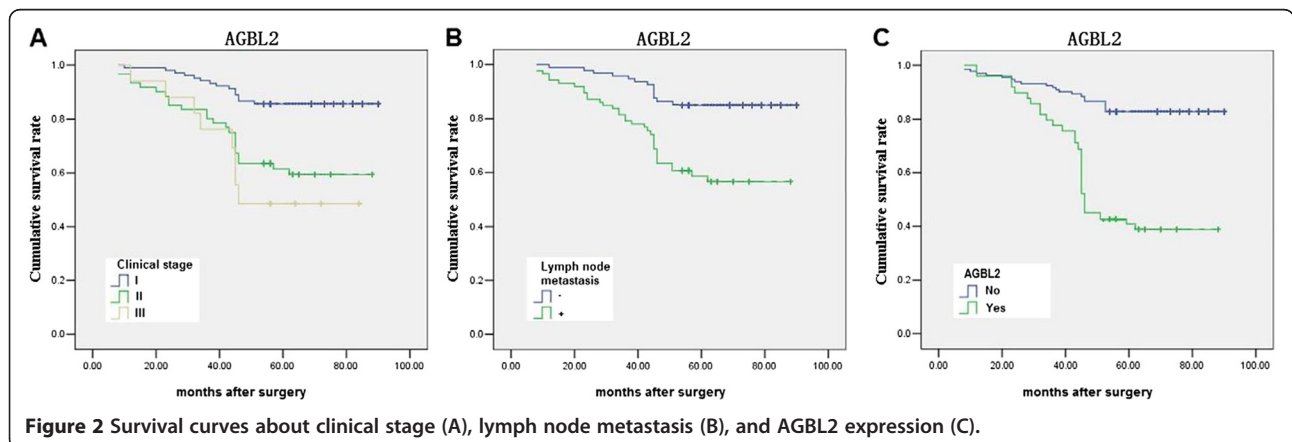 A
AGBL2
Cumulative survival rate
1.0
0.8
0.6
0.4
0.2
0.0
Clinical stage
I
II
III
0.00 20.00 40.00 60.00 80.00 100.00
months after surgery
B
AGBL2
Cumulative survival rate
1.0
0.8
0.6
0.4
0.2
0.0
Lymph node
metastasis
-
+
0.00 20.00 40.00 60.00 80.00 100.00
months after surgery
C
AGBL2
Cumulative survival rate
1.0
0.8
0.6
0.4
0.2
0.0
AGBL2
No
Yes
0.00 20.00 40.00 60.00 80.00 100.00
months after surgery
Figure 2 Survival curves about clinical stage (A), lymph node metastasis (B), and AGBL2 expression (C).